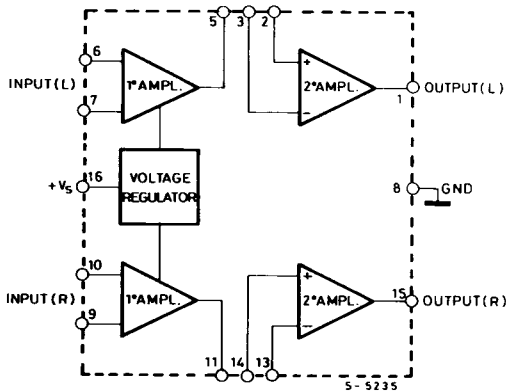 5 3 2
6
INPUT(L)
7
1°AMPL.
+
2°AMPL.
−
1
OUTPUT(L)
+Vs
16
VOLTAGE
REGULATOR
8
GND
10
INPUT(R)
9
1°AMPL.
+
2°AMPL.
−
15
OUTPUT(R)
11 14 13
S-5235